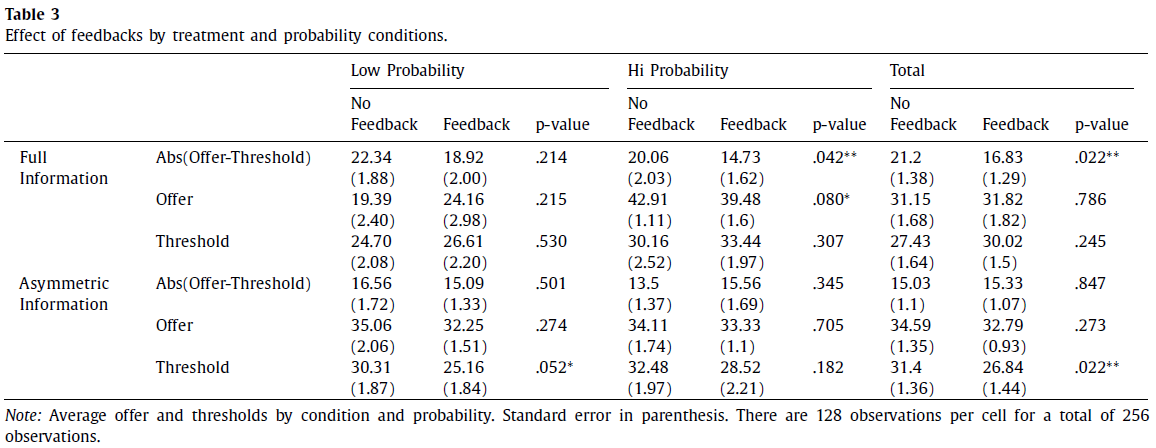 Table 3
Effect of feedbacks by treatment and probability conditions.
Low Probability Hi Probability Total
No No No
Feedback Feedback p-value Feedback Feedback p-value Feedback Feedback p-value
Full Abs(Offer-Threshold) 22.34 18.92 .214 20.06 14.73 .042** 21.2 16.83 .022**
Information (1.88) (2.00) (2.03) (1.62) (1.38) (1.29)
Offer 19.39 24.16 .215 42.91 39.48 .080* 31.15 31.82 .786
(2.40) (2.98) (1.11) (1.6) (1.68) (1.82)
Threshold 24.70 26.61 .530 30.16 33.44 .307 27.43 30.02 .245
(2.08) (2.20) (2.52) (1.97) (1.64) (1.5)
Asymmetric Abs(Offer-Threshold) 16.56 15.09 .501 13.5 15.56 .345 15.03 15.33 .847
Information (1.72) (1.33) (1.37) (1.69) (1.1) (1.07)
Offer 35.06 32.25 .274 34.11 33.33 .705 34.59 32.79 .273
(2.06) (1.51) (1.74) (1.1) (1.35) (0.93)
Threshold 30.31 25.16 .052* 32.48 28.52 .182 31.4 26.84 .022**
(1.87) (1.84) (1.97) (2.21) (1.36) (1.44)
Note: Average offer and thresholds by condition and probability. Standard error in parenthesis. There are 128 observations per cell for a total of 256
observations.